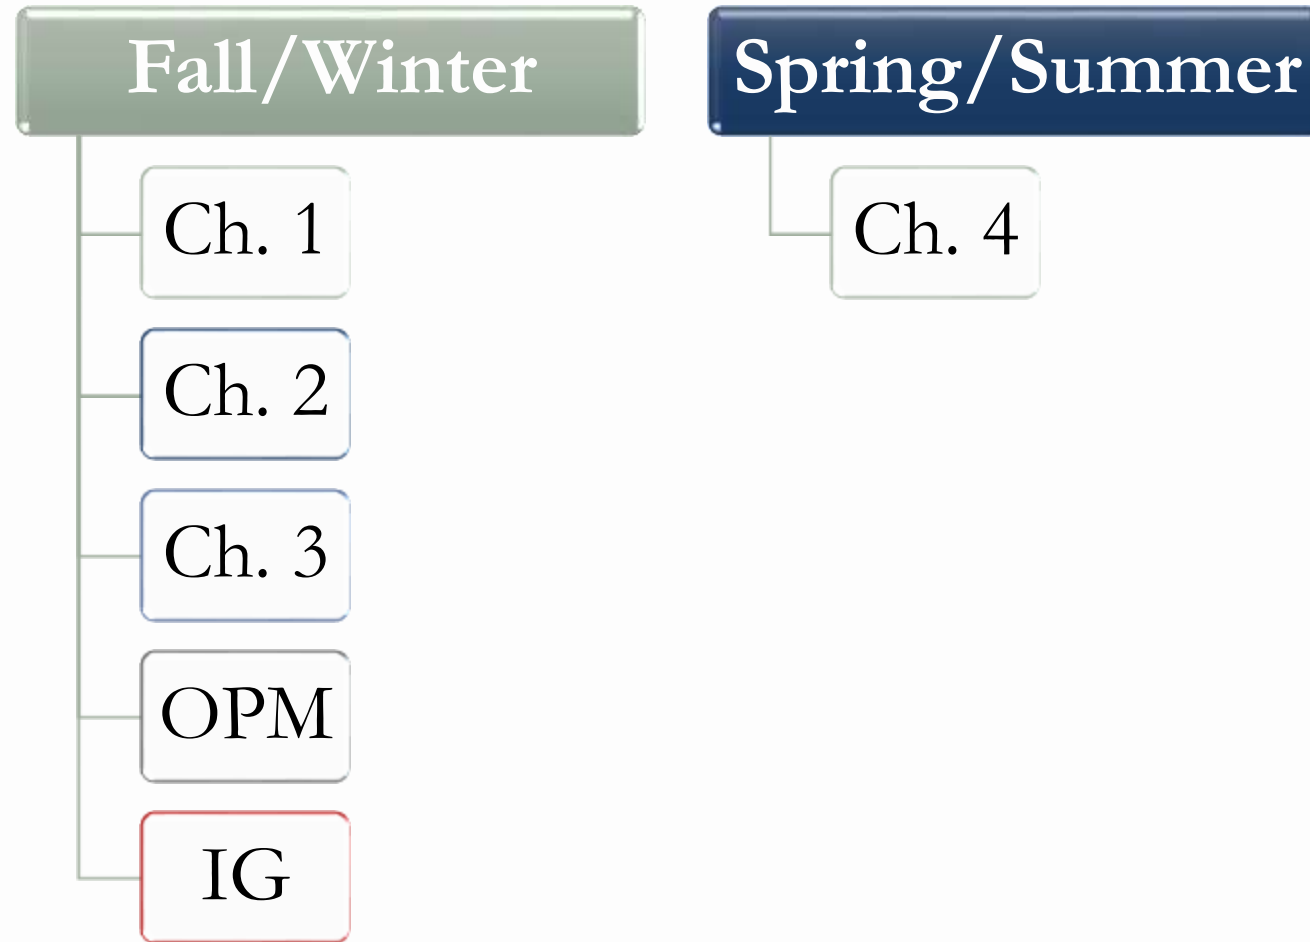 Fall/Winter
Ch. 1
Ch. 2
Ch. 3
OPM
IG
Spring/Summer
Ch. 4